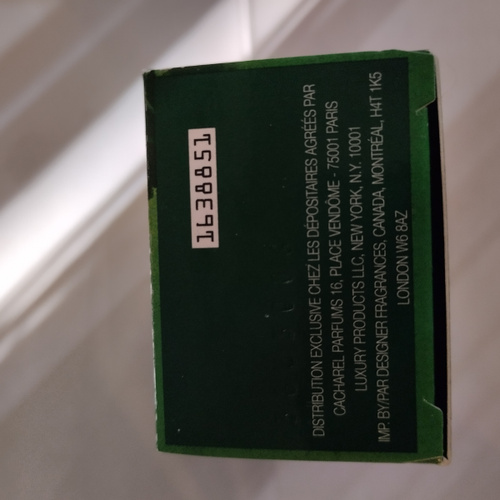 1638851
DISTRIBUTION EXCLUSIVE CHEZ LES DÉPOSITAIRES AGRÉÉS PAR
CACHAREL PARFUMS 16, PLACE VENDÔME - 75001 PARIS
LUXURY PRODUCTS LLC, NEW YORK, N.Y. 10001
IMP. BY/PAR DESIGNER FRAGRANCES, CANADA, MONTRÉAL, H4T 1K5
LONDON W6 8AZ